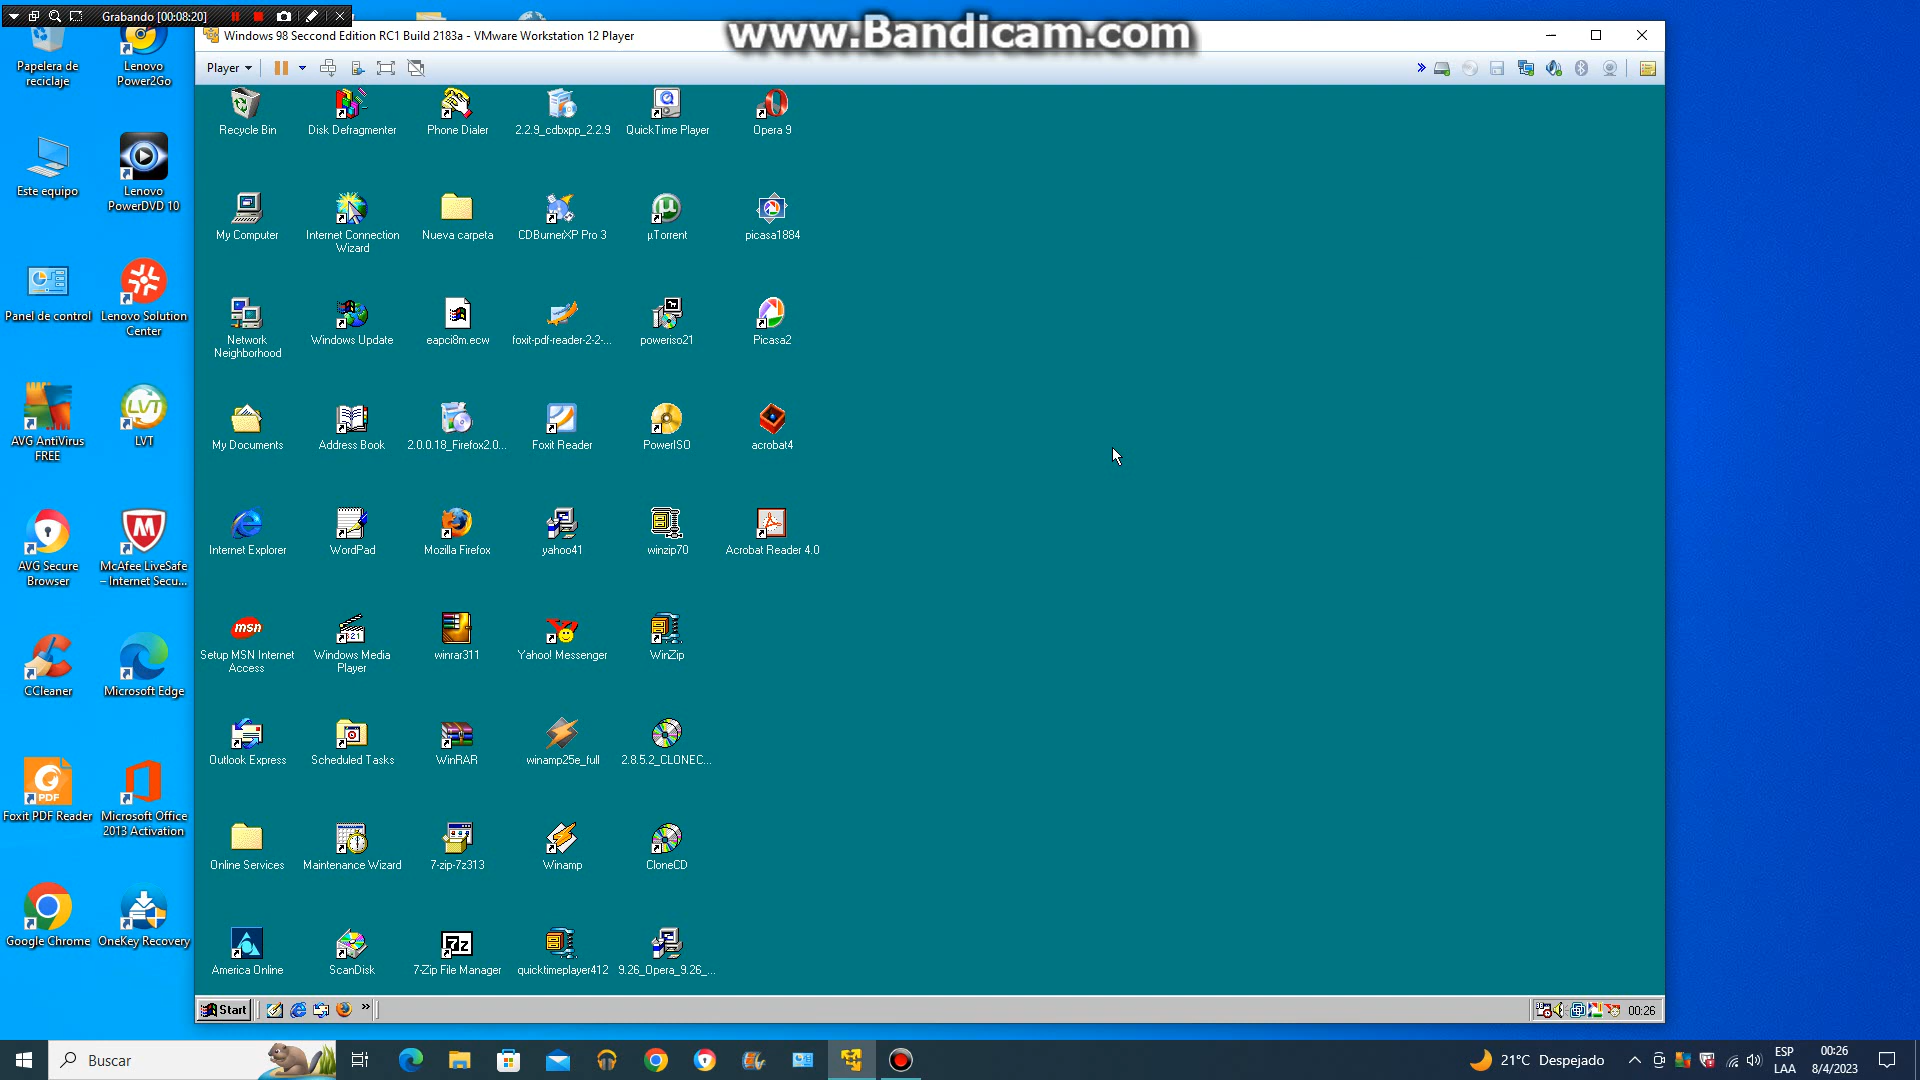 Grabando [00:08:20]
www.Bandicam.com
Windows 98 Seccond Edition RC1 Build 2183a - VMware Workstation 12 Player
Player
Papelera de
reciclaje
Lenovo
Power2Go
Este equipo
Lenovo
PowerDVD 10
Panel de control
Lenovo Solution
Center
AVG AntiVirus
FREE
LVT
LVT
AVG Secure
Browser
McAfee LiveSafe
– Internet Secu...
CCleaner
Microsoft Edge
PDF
Foxit PDF Reader
Microsoft Office
2013 Activation
Google Chrome
OneKey Recovery
Recycle Bin
Disk Defragmenter
Phone Dialer
2.2.9_cdbxpp_2.2.9
QuickTime Player
Opera 9
My Computer
Internet Connection
Wizard
Nueva carpeta
CDBurnerXP Pro 3
µTorrent
picasa1884
Network
Neighborhood
Windows Update
eapci8m.ecw
foxit-pdf-reader-2-2-...
poweriso21
Picasa2
My Documents
Address Book
2.0.0.18_Firefox2.0...
Foxit Reader
PowerISO
acrobat4
Internet Explorer
WordPad
Mozilla Firefox
yahoo41
winzip70
Acrobat Reader 4.0
msn
Setup MSN Internet
Access
Windows Media
Player
winrar311
Yahoo! Messenger
WinZip
Outlook Express
Scheduled Tasks
WinRAR
winamp25e_full
2.8.5.2_CLONEC...
Online Services
Maintenance Wizard
7-zip-7z313
Winamp
CloneCD
America Online
ScanDisk
7z
7-Zip File Manager
quicktimeplayer412
9.26_Opera_9.26_...
Start
00:26
Buscar
21°C Despejado
ESP
LAA
00:26
8/4/2023